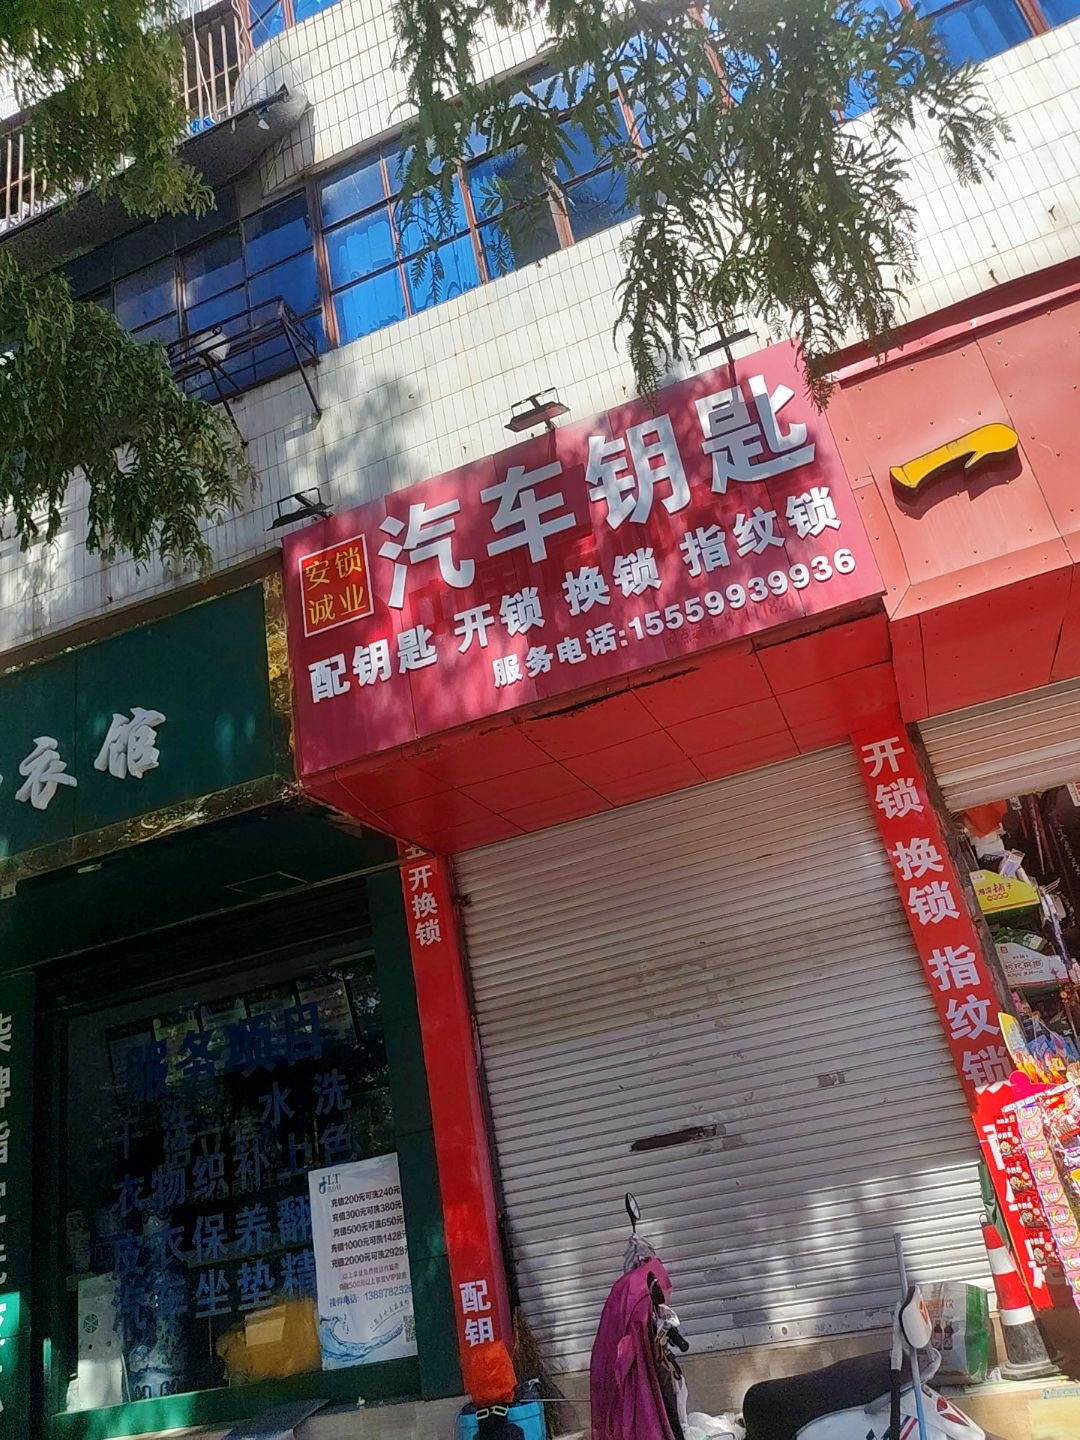 汽车钥匙
安锁
诚业
配钥匙 开锁 换锁 指纹锁
服务电话:15559939936
一
衣馆
开换锁
配钥
开锁 换锁 指纹锁
服务项目
干洗 水洗
衣物织补上色
皮衣保养翻
坐垫精
LT
充值200元可洗240元
充值300元可洗380元
充值500元可洗650元
充值1000元可洗1428元
充值2000元可洗2928元